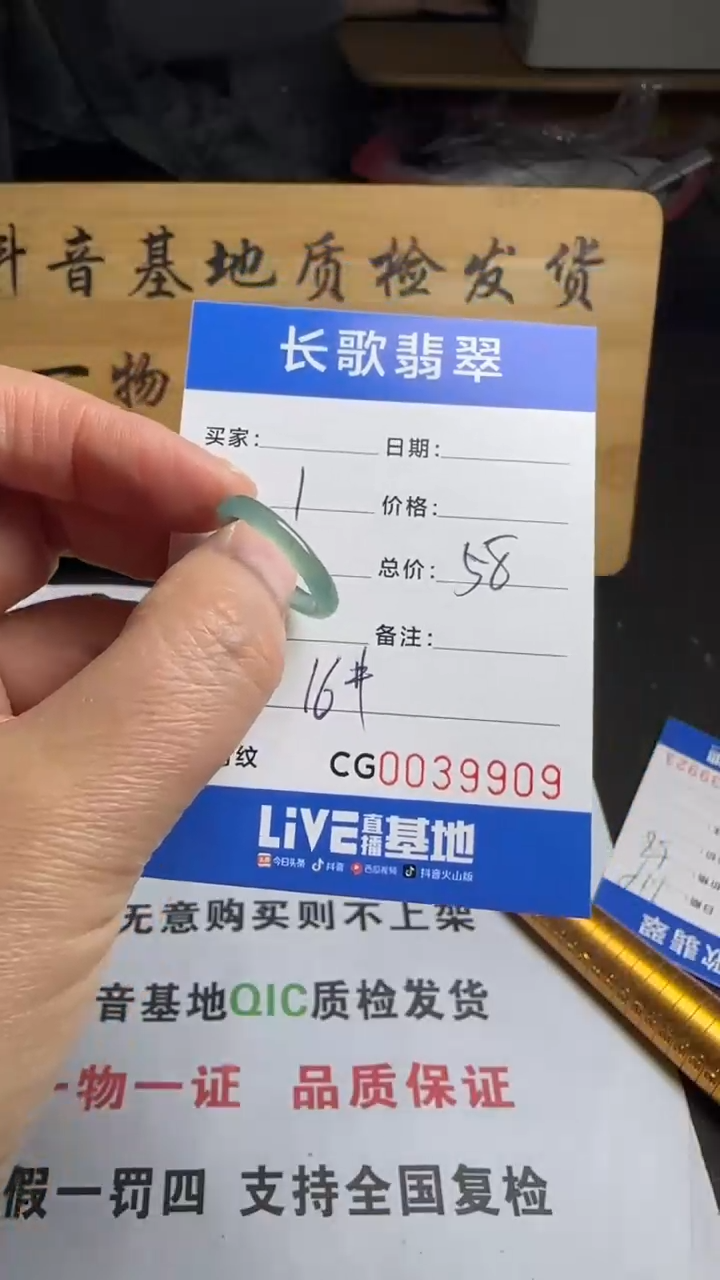 抖音基地质检发货
一物
长歌翡翠
买家: 日期:
1 价格:
总价: 58
备注:
16#
纹 CG0039909
LiVE直播基地
今日头条 抖音 西瓜视频 抖音火山版
无意购买则不上架
音基地QIC质检发货
一物一证 品质保证
假一罚四 支持全国复检